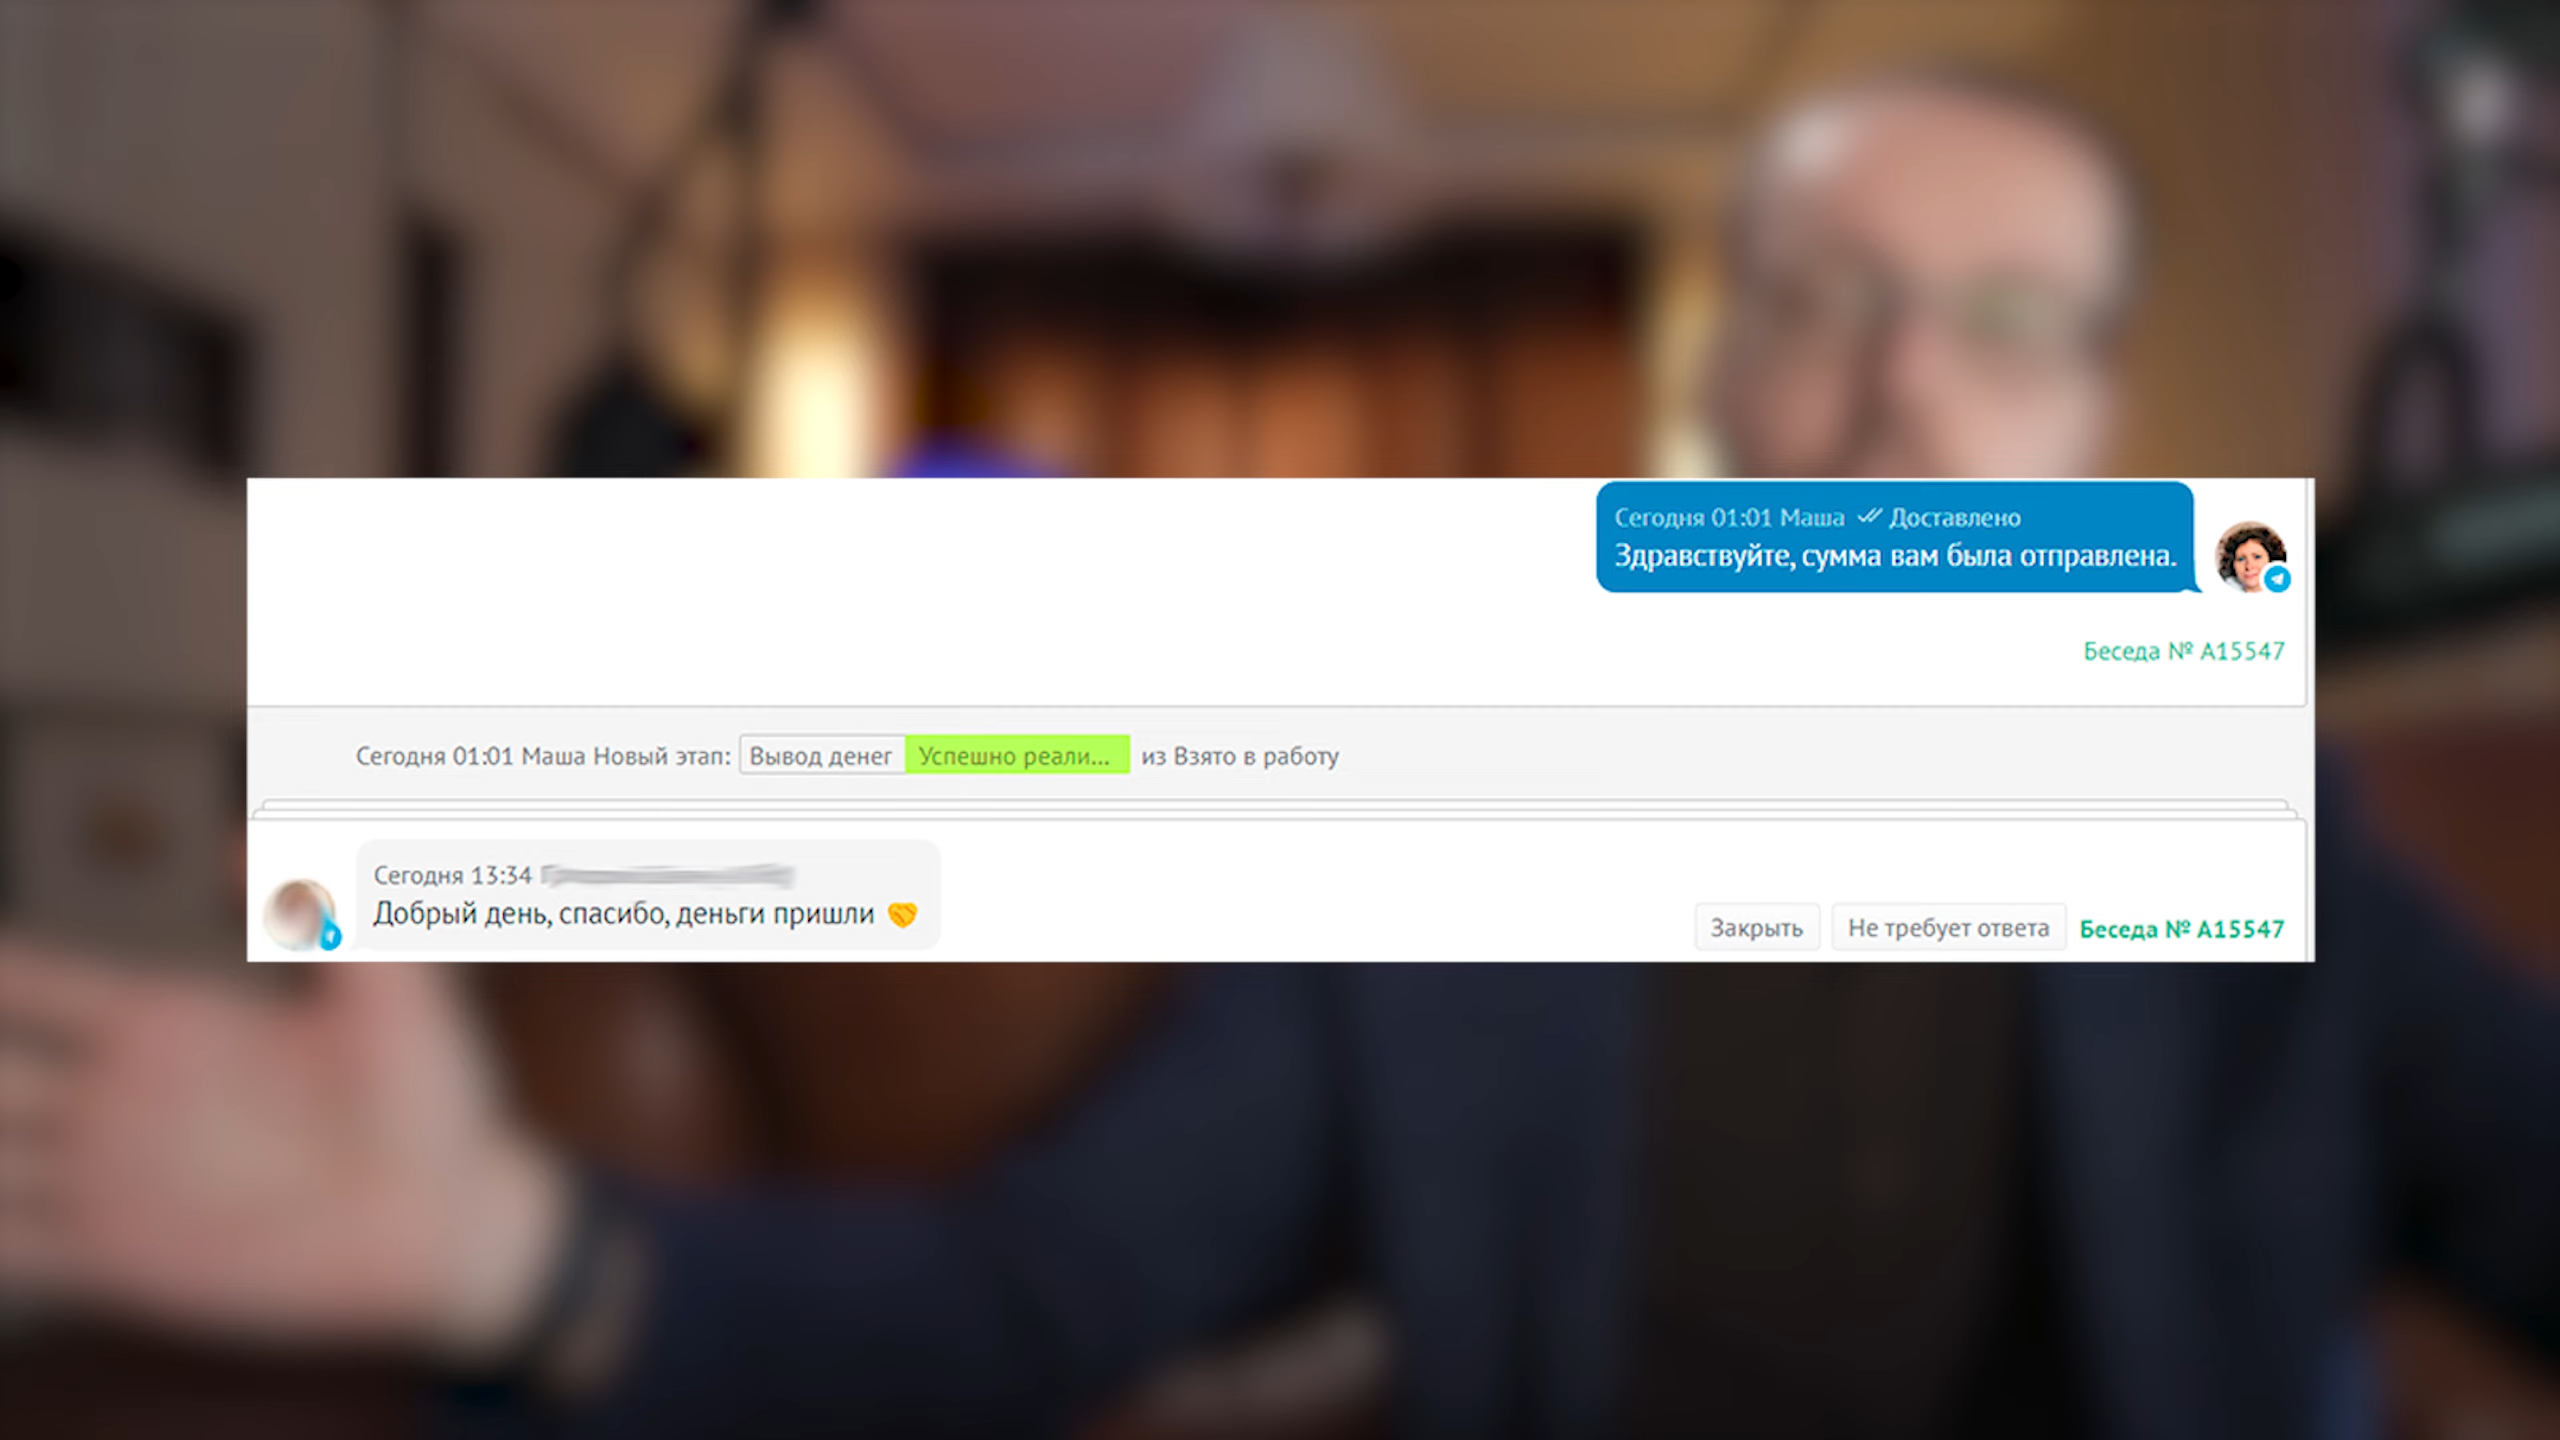 Сегодня 01:01 Маша Доставлено
Здравствуйте, сумма вам была отправлена.
Беседа № A15547
Сегодня 01:01 Маша Новый этап: Вывод денег Успешно реали... из Взято в работу
Сегодня 13:34
Добрый день, спасибо, деньги пришли 🤝
Закрыть Не требует ответа Беседа № A15547